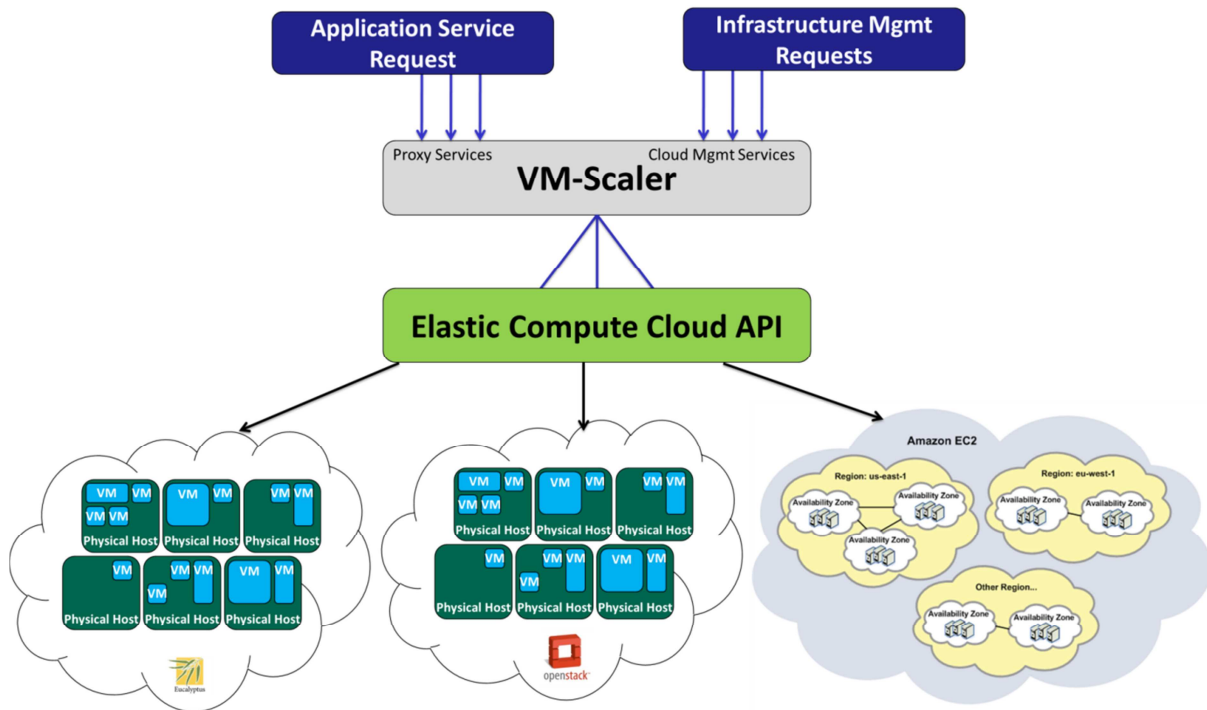 Application Service
Request
Infrastructure Mgmt
Requests
Proxy Services
Cloud Mgmt Services
VM-Scaler
Elastic Compute Cloud API
VM
VM
VM
VM
Physical Host
VM
VM
Physical Host
VM
VM
Physical Host
VM
Physical Host
VM
VM
VM
Physical Host
VM
VM
Physical Host
Eucalyptus
VM
VM
VM
VM
Physical Host
VM
VM
Physical Host
VM
VM
Physical Host
VM
Physical Host
VM
VM
VM
Physical Host
VM
VM
Physical Host
openstack
Amazon EC2
Region: us-east-1
Availability Zone
Availability Zone
Availability Zone
Region: eu-west-1
Availability Zone
Availability Zone
Other Region...
Availability Zone
Availability Zone